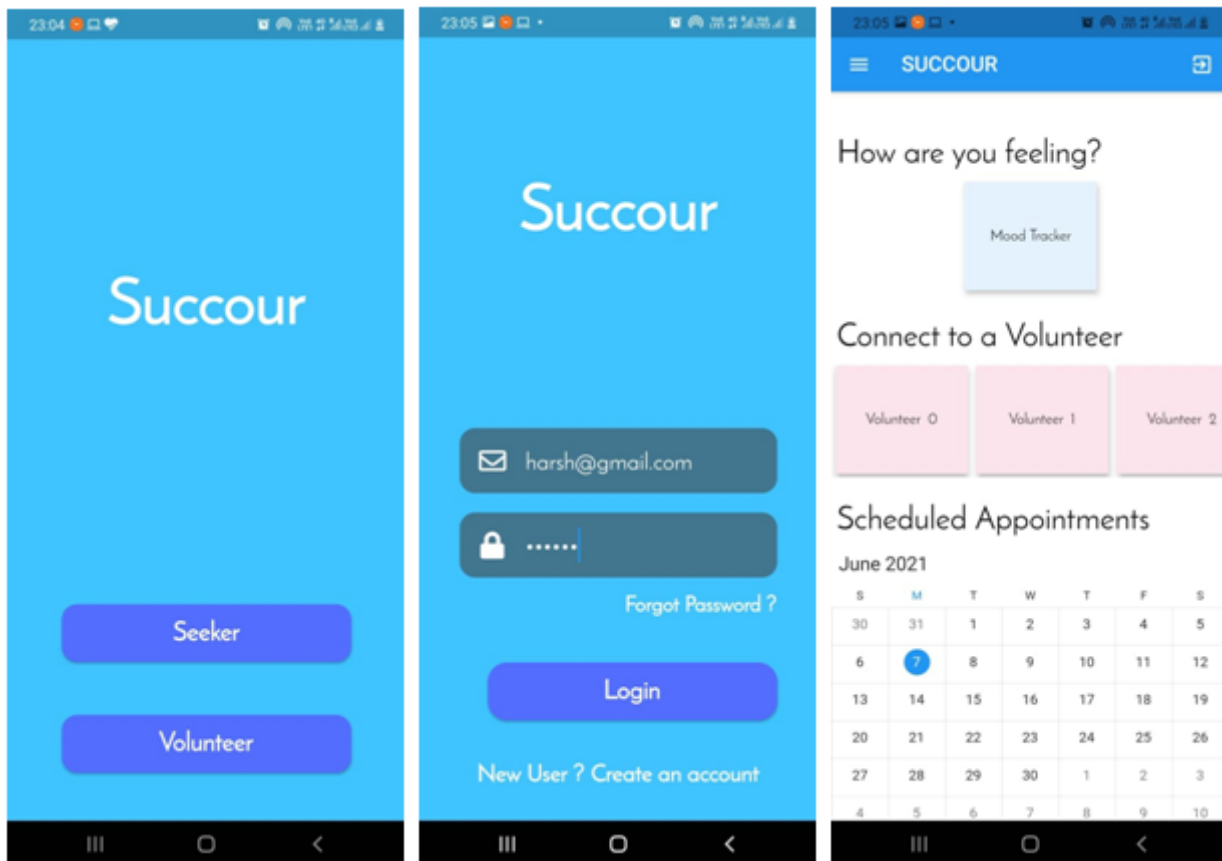 23:04
Succour
Seeker
Volunteer
23:05
Succour
harsh@gmail.com
••••••
Forgot Password ?
Login
New User ? Create an account
23:05
SUCCOUR
How are you feeling?
Mood Tracker
Connect to a Volunteer
Volunteer 0 Volunteer 1 Volunteer 2
Scheduled Appointments
June 2021
S M T W T F S
30 31 1 2 3 4 5
6 7 8 9 10 11 12
13 14 15 16 17 18 19
20 21 22 23 24 25 26
27 28 29 30 1 2 3
4 5 6 7 8 9 10